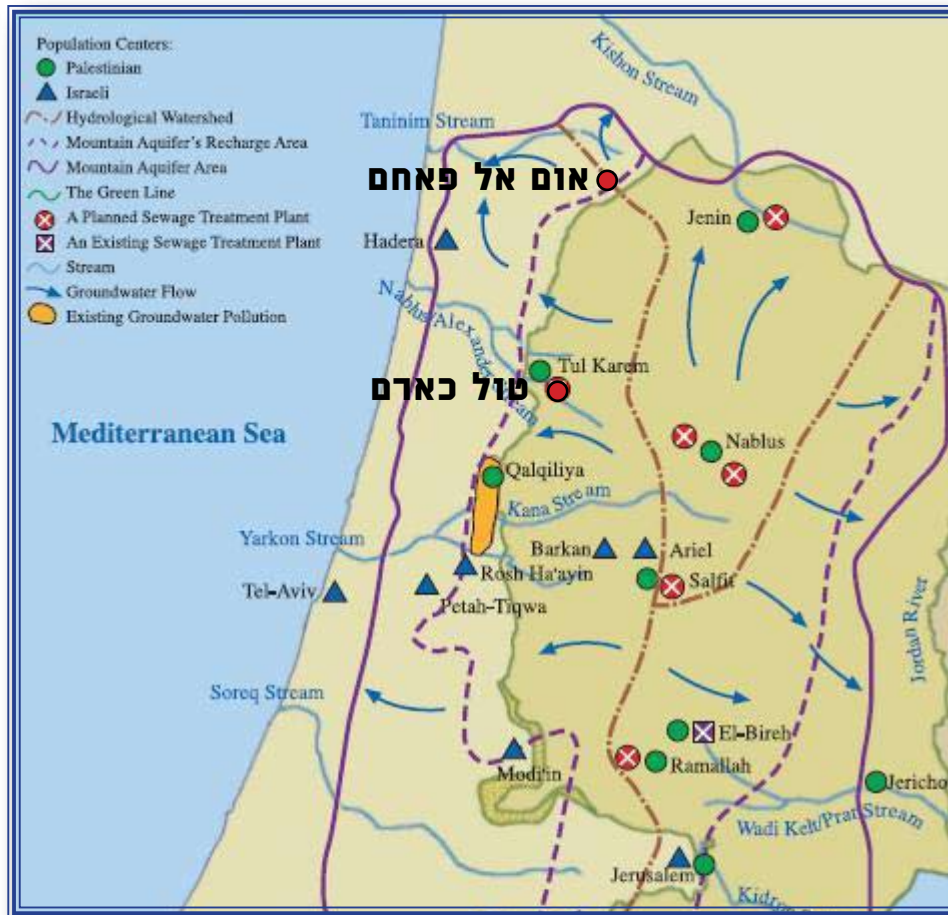 Population Centers:
Palestinian
Israeli
Hydrological Watershed
Mountain Aquifer's Recharge Area
Mountain Aquifer Area
The Green Line
A Planned Sewage Treatment Plant
An Existing Sewage Treatment Plant
Stream
Groundwater Flow
Existing Groundwater Pollution
Kishon Stream
Taninim Stream
אום אל פאחם
Jenin
Hadera
Nablus/Alexander Stream
Tul Karem
טול כארם
Mediterranean Sea
Nablus
Qalqiliya
Kana Stream
Yarkon Stream
Barkan
Ariel
Rosh Ha'ayin
Salfit
Tel-Aviv
Petah-Tiqwa
Jordan River
Soreq Stream
El-Bireh
Modi'in
Ramallah
Jericho
Wadi Kelt/Prat Stream
Jerusalem